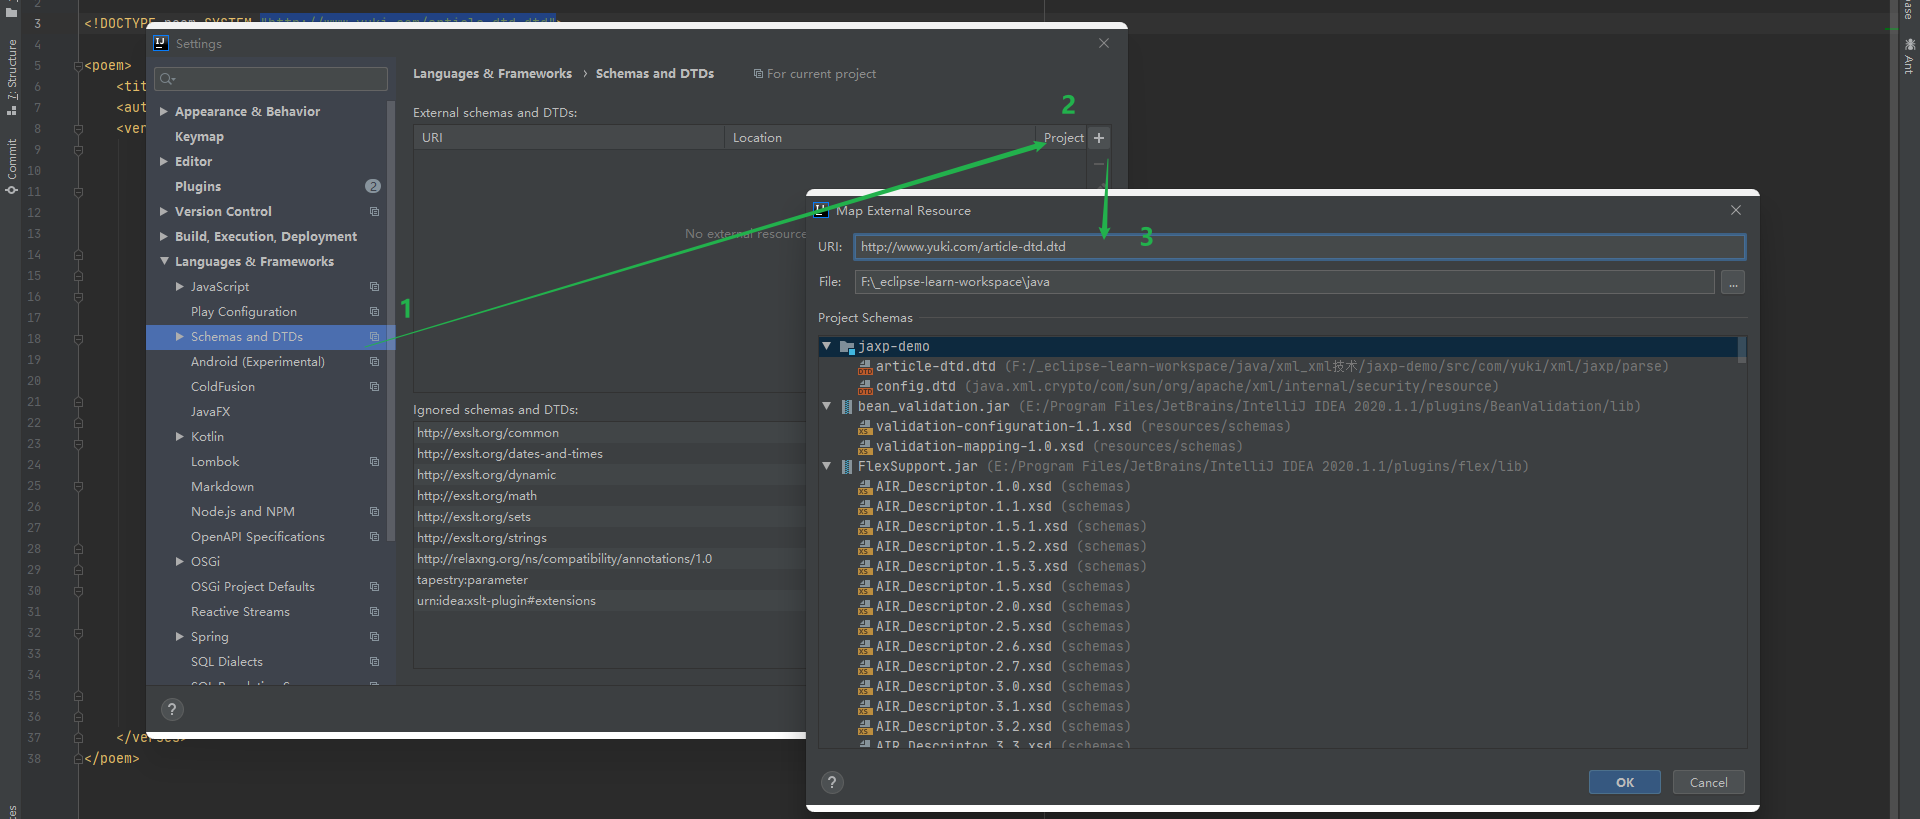 2
3 <!DOCTYPE poem SYSTEM "http://www.yuki.com/article-dtd.dtd">
4
5 <poem>
6 <tit
7 <aut
8 <ver
9
10
11
12
13
14
15
16
17
18
19
20
21
22
23
24
25
26
27
28
29
30
31
32
33
34
35
36
37 </verses>
38 </poem>
7: Structure
Commit
Ant
Settings
Appearance & Behavior
Keymap
Editor
Plugins 2
Version Control
Build, Execution, Deployment
Languages & Frameworks
JavaScript
Play Configuration
Schemas and DTDs
Android (Experimental)
ColdFusion
JavaFX
Kotlin
Lombok
Markdown
Node.js and NPM
OpenAPI Specifications
OSGi
OSGi Project Defaults
Reactive Streams
Spring
SQL Dialects
?
Languages & Frameworks › Schemas and DTDs For current project
External schemas and DTDs:
URI Location Project +
No external resource
Ignored schemas and DTDs:
http://exslt.org/common
http://exslt.org/dates-and-times
http://exslt.org/dynamic
http://exslt.org/math
http://exslt.org/sets
http://exslt.org/strings
http://relaxng.org/ns/compatibility/annotations/1.0
tapestry:parameter
urn:idea:xslt-plugin#extensions
1
2
3
Map External Resource
URI: http://www.yuki.com/article-dtd.dtd
File: F:\_eclipse-learn-workspace\java ...
Project Schemas
jaxp-demo
article-dtd.dtd (F:/_eclipse-learn-workspace/java/xml_xml技术/jaxp-demo/src/com/yuki/xml/jaxp/parse)
config.dtd (java.xml.crypto/com/sun/org/apache/xml/internal/security/resource)
bean_validation.jar (E:/Program Files/JetBrains/IntelliJ IDEA 2020.1.1/plugins/BeanValidation/lib)
validation-configuration-1.1.xsd (resources/schemas)
validation-mapping-1.0.xsd (resources/schemas)
FlexSupport.jar (E:/Program Files/JetBrains/IntelliJ IDEA 2020.1.1/plugins/flex/lib)
AIR_Descriptor.1.0.xsd (schemas)
AIR_Descriptor.1.1.xsd (schemas)
AIR_Descriptor.1.5.1.xsd (schemas)
AIR_Descriptor.1.5.2.xsd (schemas)
AIR_Descriptor.1.5.3.xsd (schemas)
AIR_Descriptor.1.5.xsd (schemas)
AIR_Descriptor.2.0.xsd (schemas)
AIR_Descriptor.2.5.xsd (schemas)
AIR_Descriptor.2.6.xsd (schemas)
AIR_Descriptor.2.7.xsd (schemas)
AIR_Descriptor.3.0.xsd (schemas)
AIR_Descriptor.3.1.xsd (schemas)
AIR_Descriptor.3.2.xsd (schemas)
AIR_Descriptor.3.3.xsd (schemas)
?
OK Cancel